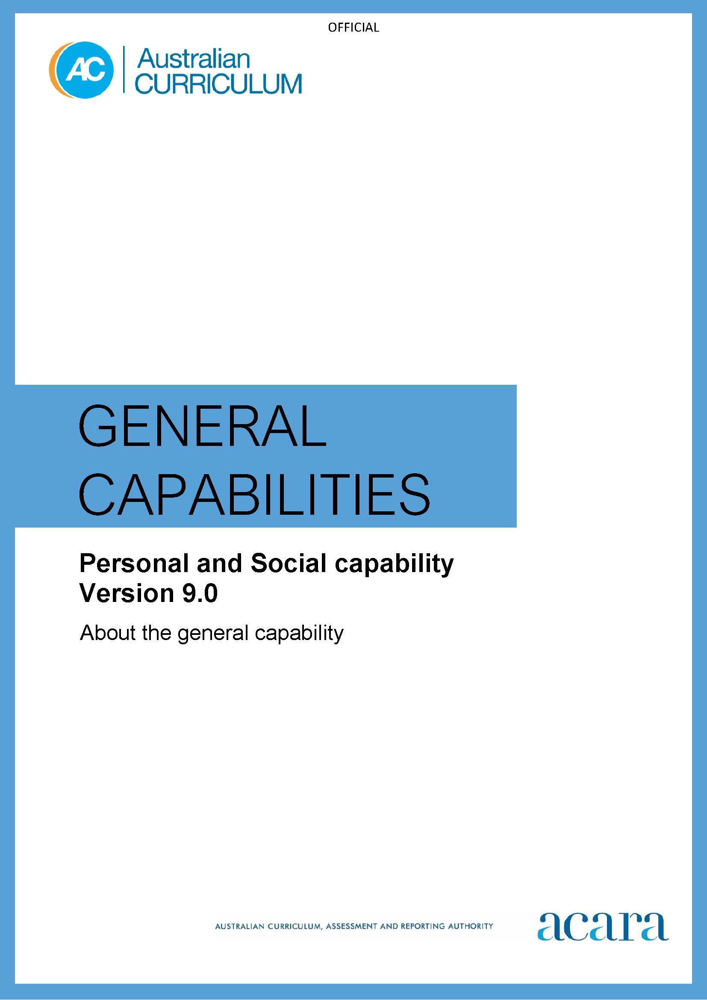 OFFICIAL
AC
Australian
CURRICULUM
GENERAL
CAPABILITIES
Personal and Social capability
Version 9.0
About the general capability
AUSTRALIAN CURRICULUM, ASSESSMENT AND REPORTING AUTHORITY
acara